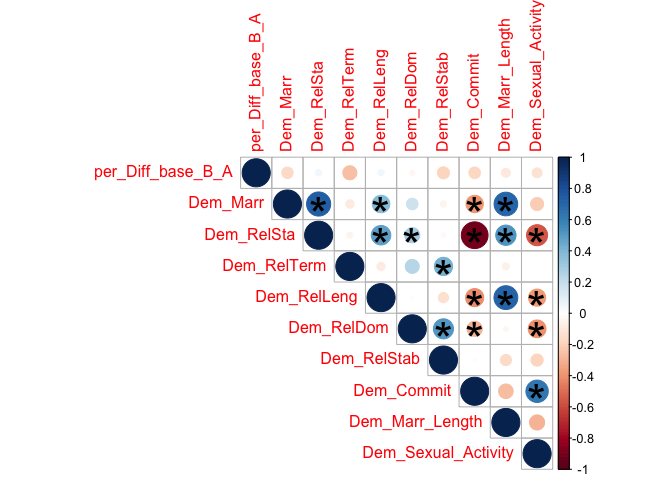 per_Diff_base_B_A
Dem_Marr
Dem_RelSta
Dem_RelTerm
Dem_RelLeng
Dem_RelDom
Dem_RelStab
Dem_Commit
Dem_Marr_Length
Dem_Sexual_Activity
per_Diff_base_B_A
Dem_Marr
Dem_RelSta
Dem_RelTerm
Dem_RelLeng
Dem_RelDom
Dem_RelStab
Dem_Commit
Dem_Marr_Length
Dem_Sexual_Activity
1
0.8
0.6
0.4
0.2
0
-0.2
-0.4
-0.6
-0.8
-1